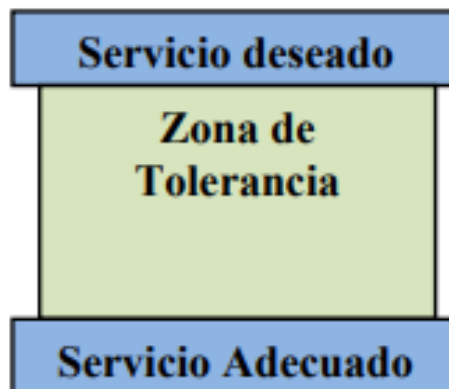 Servicio deseado
Zona de
Tolerancia
Servicio Adecuado